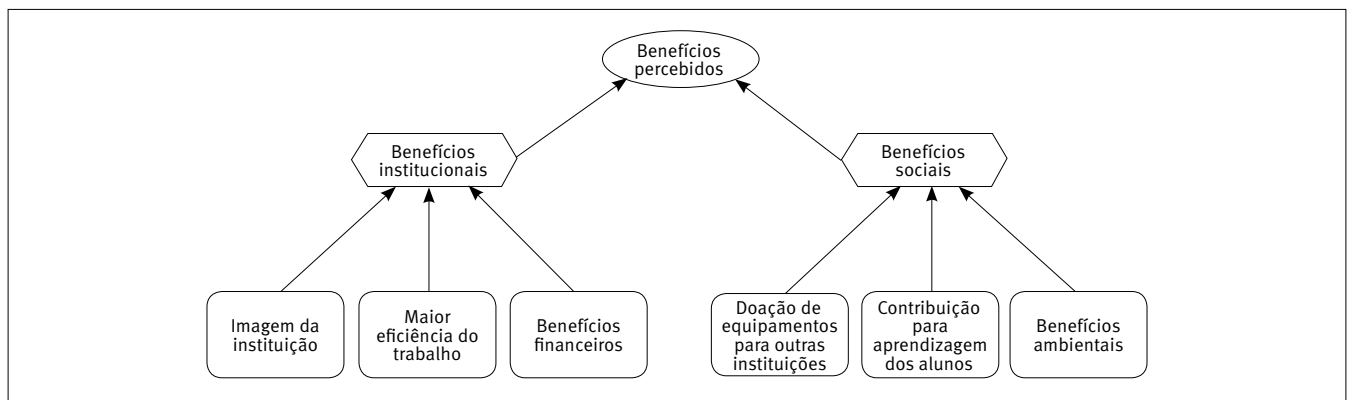 Benefícios
percebidos
Benefícios
institucionais
Benefícios
sociais
Imagem da
instituição
Maior
eficiência do
trabalho
Benefícios
financeiros
Doação de
equipamentos
para outras
instituições
Contribuição
para
aprendizagem
dos alunos
Benefícios
ambientais